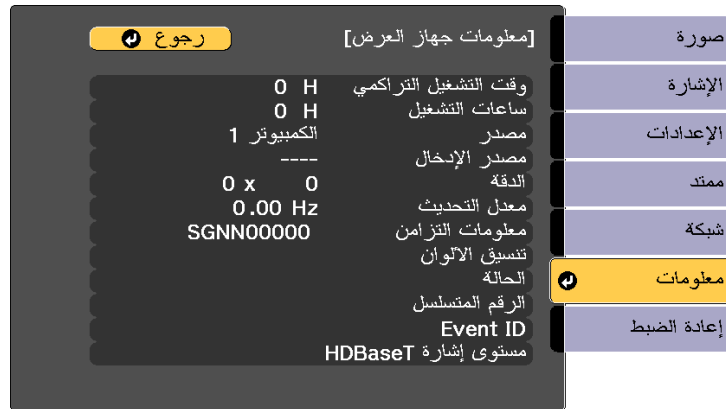 صورة
الإشارة
الإعدادات
ممتد
شبكة
معلومات
إعادة الضبط
[معلومات جهاز العرض] رجوع
وقت التشغيل التراكمي 0 H
ساعات التشغيل 0 H
مصدر الكمبيوتر 1
مصدر الإدخال ----
الدقة 0 x 0
معدل التحديث 0.00 Hz
معلومات التزامن SGNN00000
تنسيق الألوان
الحالة
الرقم المتسلسل
Event ID
مستوى إشارة HDBaseT